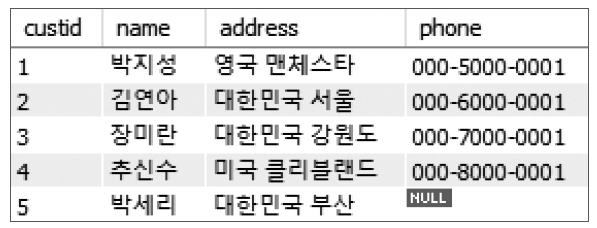 custid name address phone
1 박지성 영국 맨체스타 000-5000-0001
2 김연아 대한민국 서울 000-6000-0001
3 장미란 대한민국 강원도 000-7000-0001
4 추신수 미국 클리블랜드 000-8000-0001
5 박세리 대한민국 부산 NULL